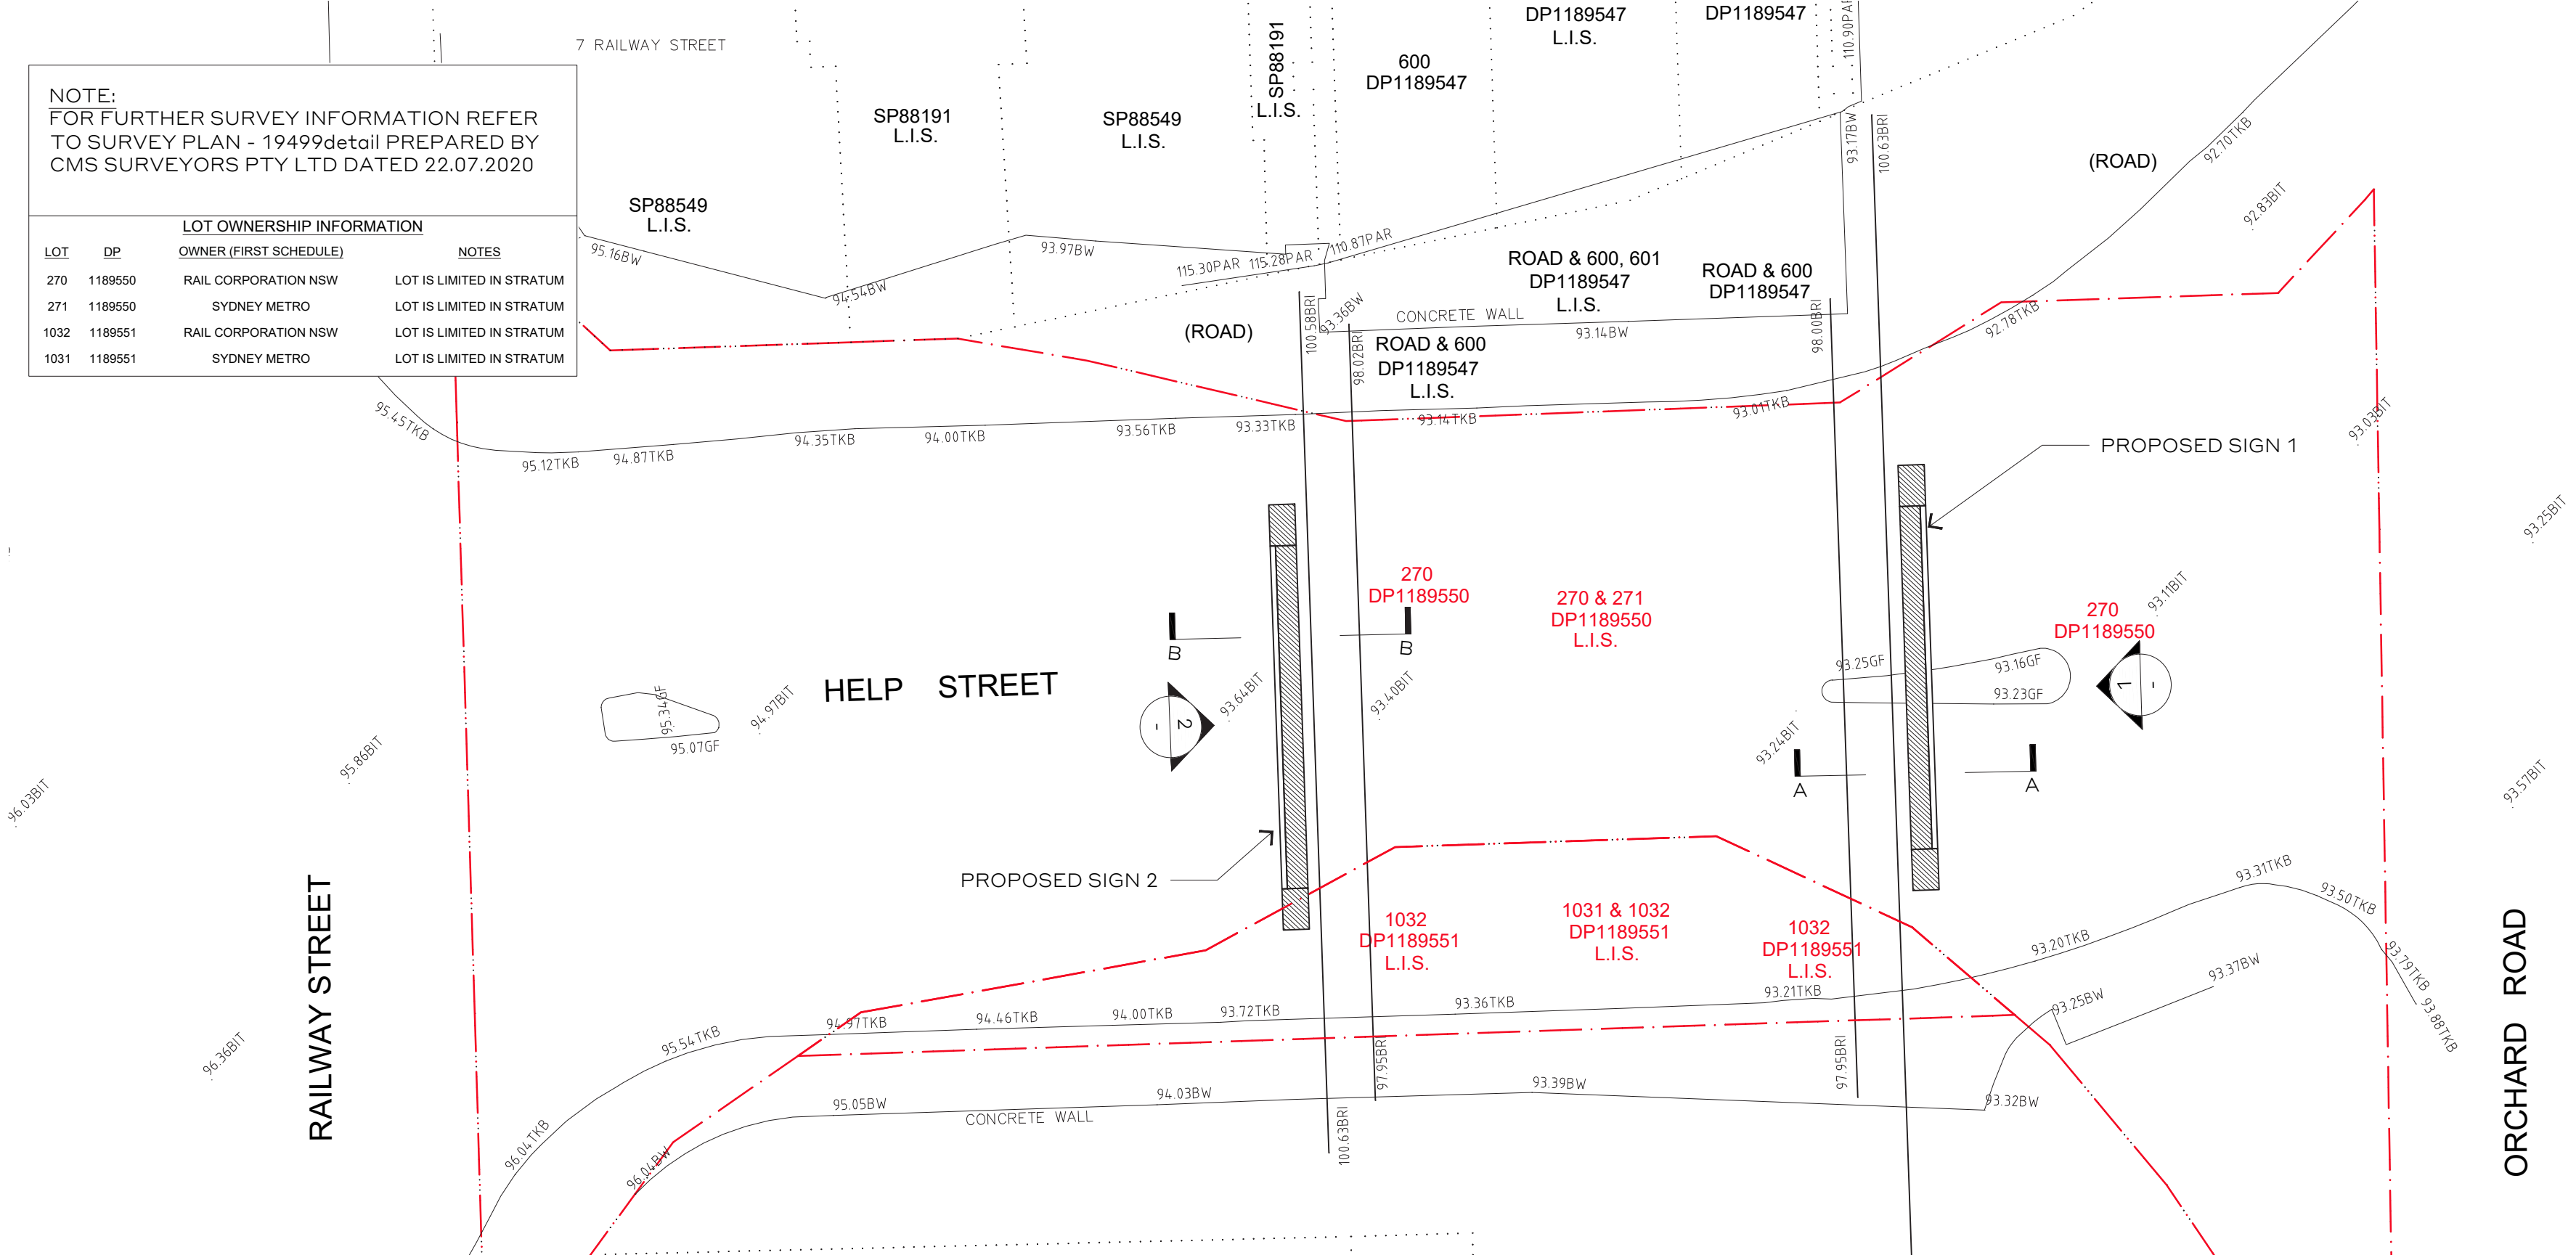 7 RAILWAY STREET
NOTE:
FOR FURTHER SURVEY INFORMATION REFER
TO SURVEY PLAN - 19499detail PREPARED BY
CMS SURVEYORS PTY LTD DATED 22.07.2020
LOT OWNERSHIP INFORMATION
LOT DP OWNER (FIRST SCHEDULE) NOTES
270 1189550 RAIL CORPORATION NSW LOT IS LIMITED IN STRATUM
271 1189550 SYDNEY METRO LOT IS LIMITED IN STRATUM
1032 1189551 RAIL CORPORATION NSW LOT IS LIMITED IN STRATUM
1031 1189551 SYDNEY METRO LOT IS LIMITED IN STRATUM
SP88549
L.I.S.
SP88191
L.I.S.
SP88549
L.I.S.
SP88191
L.I.S.
600
DP1189547
DP1189547
L.I.S.
DP1189547
110.90PAR
93.17BW
100.63BRI
(ROAD)
92.70TKB
92.83BIT
95.16BW
94.54BW
93.97BW
115.30PAR
115.28PAR
110.87PAR
(ROAD)
100.58BRI
93.36BW
98.02BRI
CONCRETE WALL
93.14BW
ROAD & 600, 601
DP1189547
L.I.S.
ROAD & 600
DP1189547
98.00BRI
ROAD & 600
DP1189547
L.I.S.
92.78TKB
95.45TKB
95.12TKB
94.87TKB
94.35TKB
94.00TKB
93.56TKB
93.33TKB
93.14TKB
93.01TKB
93.03BIT
PROPOSED SIGN 1
93.25BIT
270
DP1189550
270 & 271
DP1189550
L.I.S.
270
DP1189550
93.11BIT
B
B
HELP STREET
95.34GF
95.07GF
94.97BIT
2
-
93.64BIT
93.40BIT
93.25GF
93.16GF
93.23GF
1
-
93.24BIT
A
A
95.86BIT
96.03BIT
93.57BIT
PROPOSED SIGN 2
RAILWAY STREET
1032
DP1189551
L.I.S.
1031 & 1032
DP1189551
L.I.S.
1032
DP1189551
L.I.S.
93.31TKB
93.50TKB
93.20TKB
93.79TKB
93.88TKB
93.37BW
93.25BW
ORCHARD ROAD
96.36BIT
95.54TKB
94.97TKB
94.46TKB
94.00TKB
93.72TKB
93.36TKB
93.21TKB
97.95BRI
97.95BRI
96.04TKB
96.04BW
95.05BW
CONCRETE WALL
94.03BW
93.39BW
93.32BW
100.63BRI